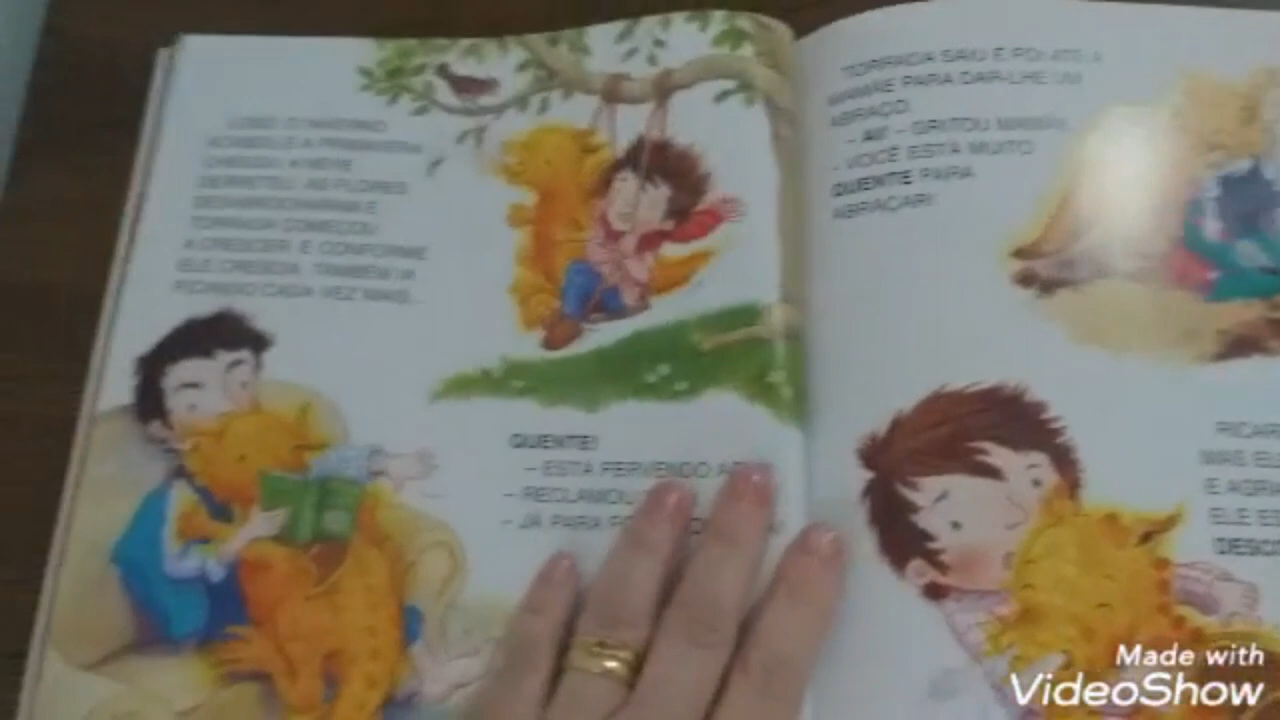 LOGO O INVERNO
ACABOU E A PRIMAVERA
CHEGOU. A NEVE
DERRETEU, AS FLORES
DESABROCHARAM E
TORRADA COMEÇOU
A CRESCER. E CONFORME
ELE CRESCIA, TAMBÉM IA
FICANDO CADA VEZ MAIS...
QUENTE!
– ESTÁ FERVENDO
– RECLAMOU
– JÁ PARA
TORRADA SAIU E FOI ATÉ A
MAMÃE PARA DAR-LHE UM
ABRAÇO.
– AI! – GRITOU MAMÃE.
– VOCÊ ESTÁ MUITO
QUENTE PARA
ABRAÇAR!
MAS
E
ELE
Made with
VideoShow